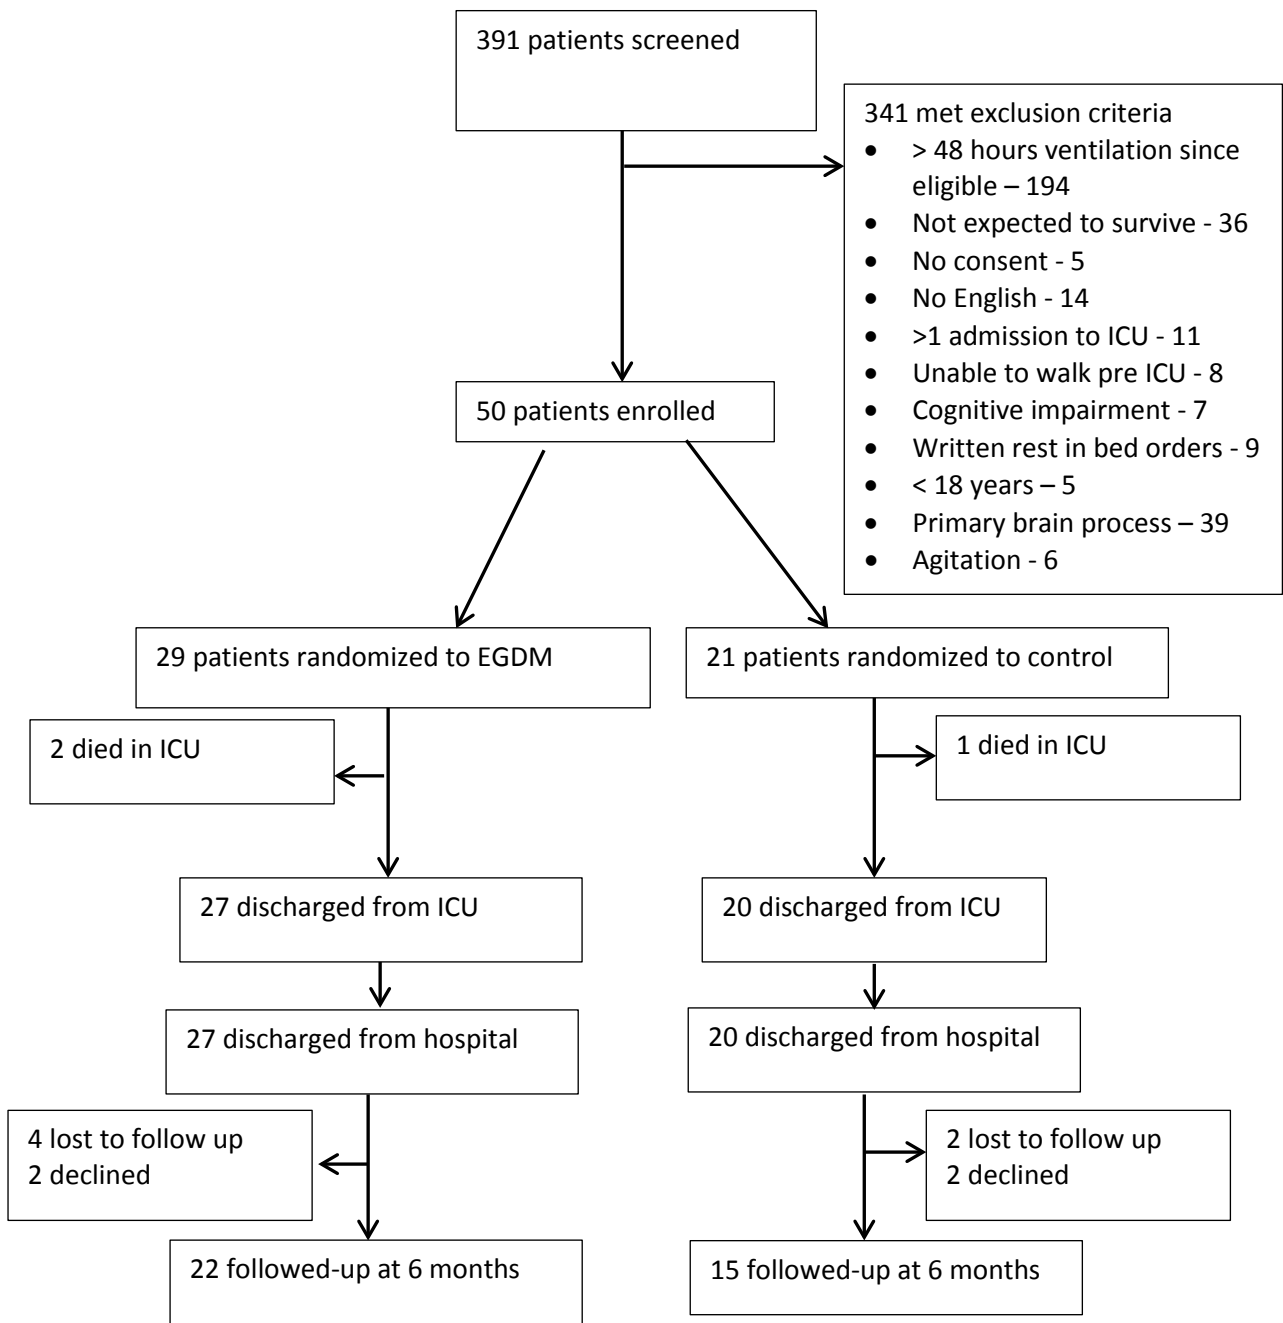 391 patients screened
341 met exclusion criteria
• > 48 hours ventilation since
eligible – 194
• Not expected to survive - 36
• No consent - 5
• No English - 14
• >1 admission to ICU - 11
• Unable to walk pre ICU - 8
• Cognitive impairment - 7
• Written rest in bed orders - 9
• < 18 years – 5
• Primary brain process – 39
• Agitation - 6
50 patients enrolled
29 patients randomized to EGDM
21 patients randomized to control
2 died in ICU
1 died in ICU
27 discharged from ICU
20 discharged from ICU
27 discharged from hospital
20 discharged from hospital
4 lost to follow up
2 declined
2 lost to follow up
2 declined
22 followed-up at 6 months
15 followed-up at 6 months